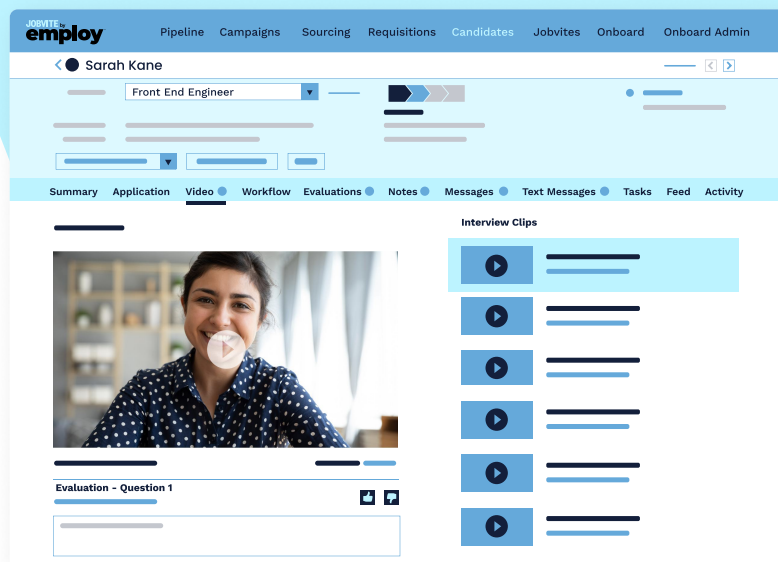 JOBVITE by
employ
Pipeline Campaigns Sourcing Requisitions Candidates Jobvites Onboard Onboard Admin
Sarah Kane
Front End Engineer
Summary Application Video Workflow Evaluations Notes Messages Text Messages Tasks Feed Activity
Interview Clips
Evaluation - Question 1